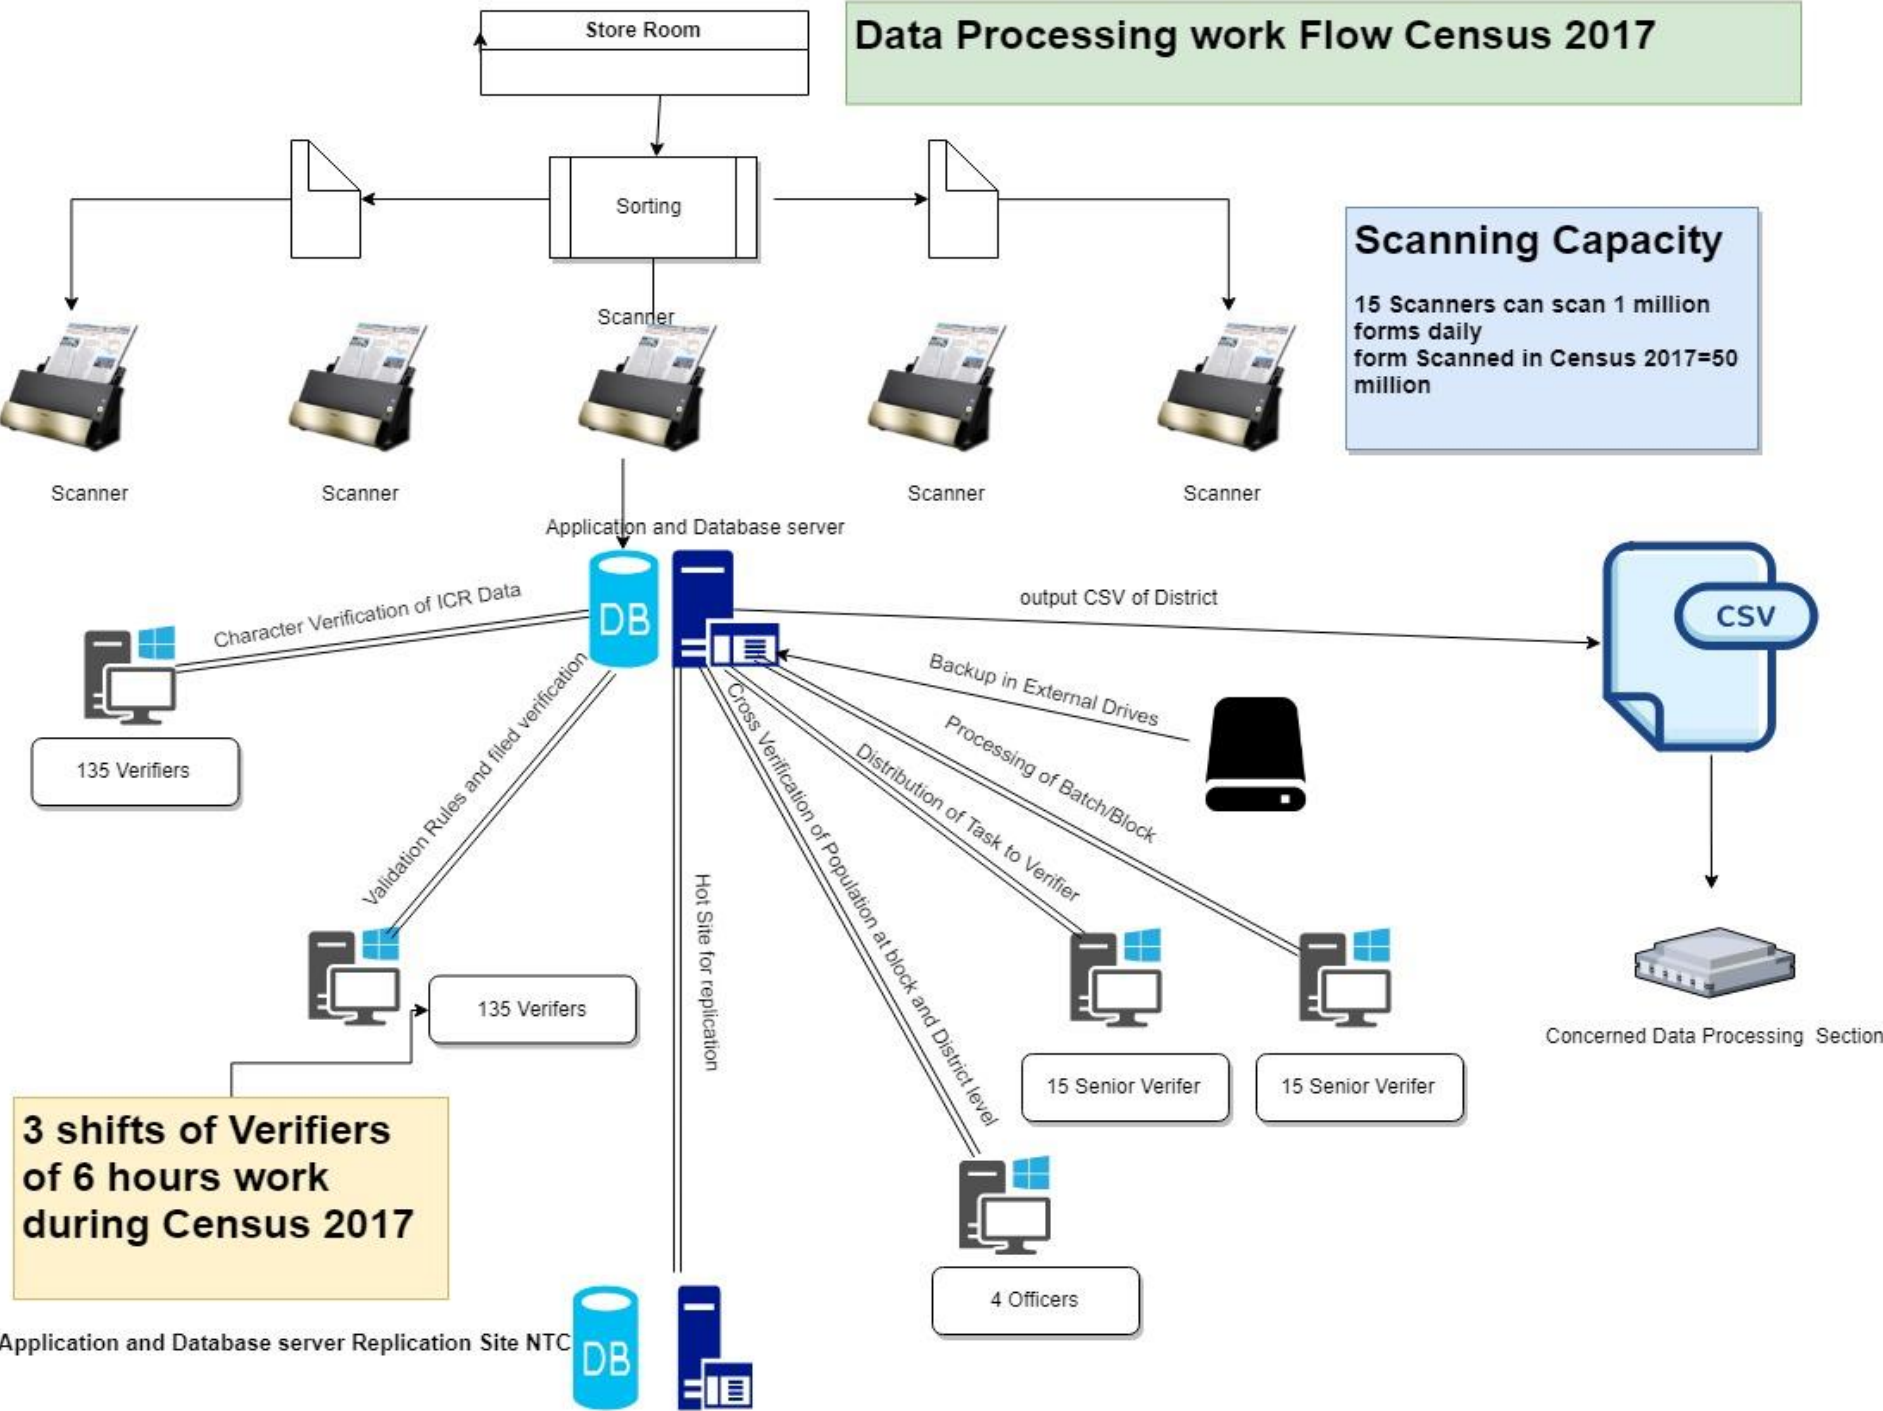 Store Room
Data Processing work Flow Census 2017
Sorting
Scanning Capacity
15 Scanners can scan 1 million
forms daily
form Scanned in Census 2017=50
million
Scanner
Scanner
Scanner
Scanner
Scanner
Application and Database server
DB
Character Verification of ICR Data
output CSV of District
CSV
Backup in External Drives
135 Verifiers
Validation Rules and filed verification
Cross Verification of Population at block and District level
Distribution of Task to Verifier
Processing of Batch/Block
Hot Site for replication
135 Verifers
Concerned Data Processing Section
15 Senior Verifer
15 Senior Verifer
3 shifts of Verifiers
of 6 hours work
during Census 2017
4 Officers
Application and Database server Replication Site NTC
DB